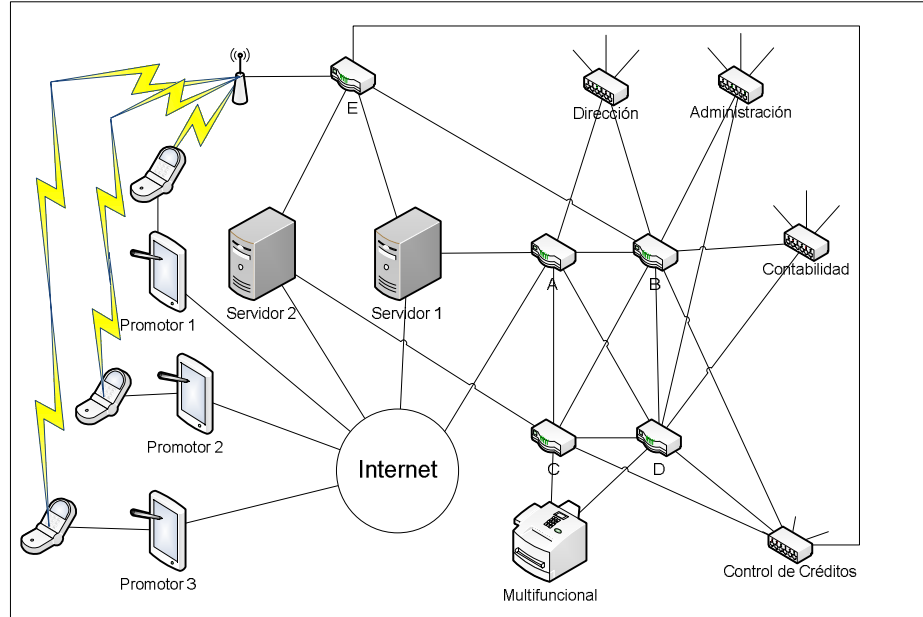 E
Dirección
Administración
A
B
Contabilidad
Servidor 2
Servidor 1
Promotor 1
Promotor 2
Internet
C
D
Promotor 3
Multifuncional
Control de Créditos